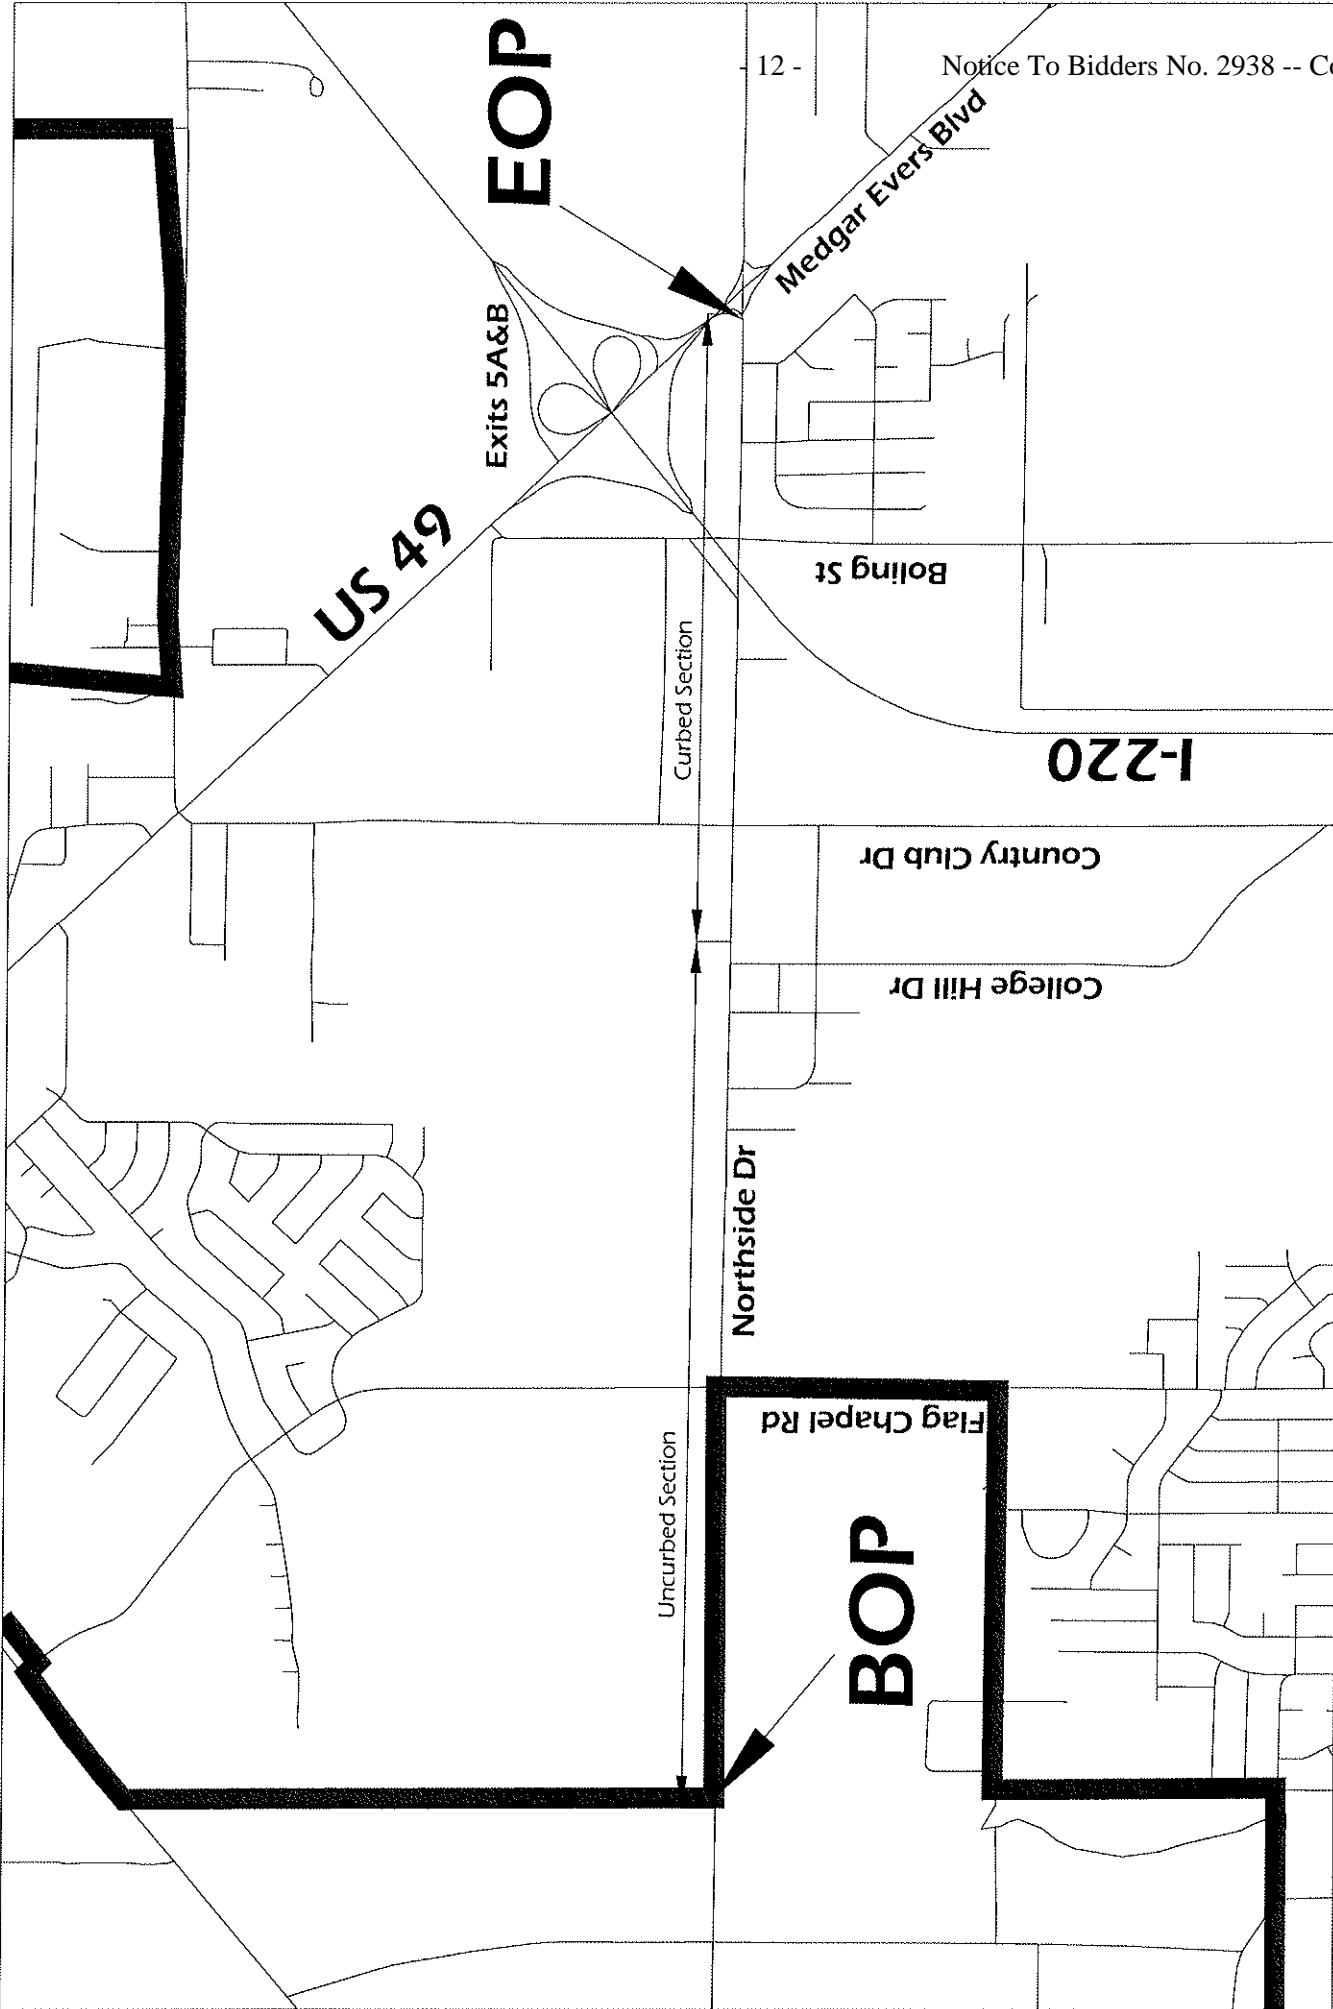 - 12 -
Notice To Bidders No. 2938 -- Co
EOP
Medgar Evers Blvd
Exits 5A&B
US 49
Boling St
Curbed Section
I-220
Country Club Dr
College Hill Dr
Northside Dr
Flag Chapel Rd
Uncurbed Section
BOP